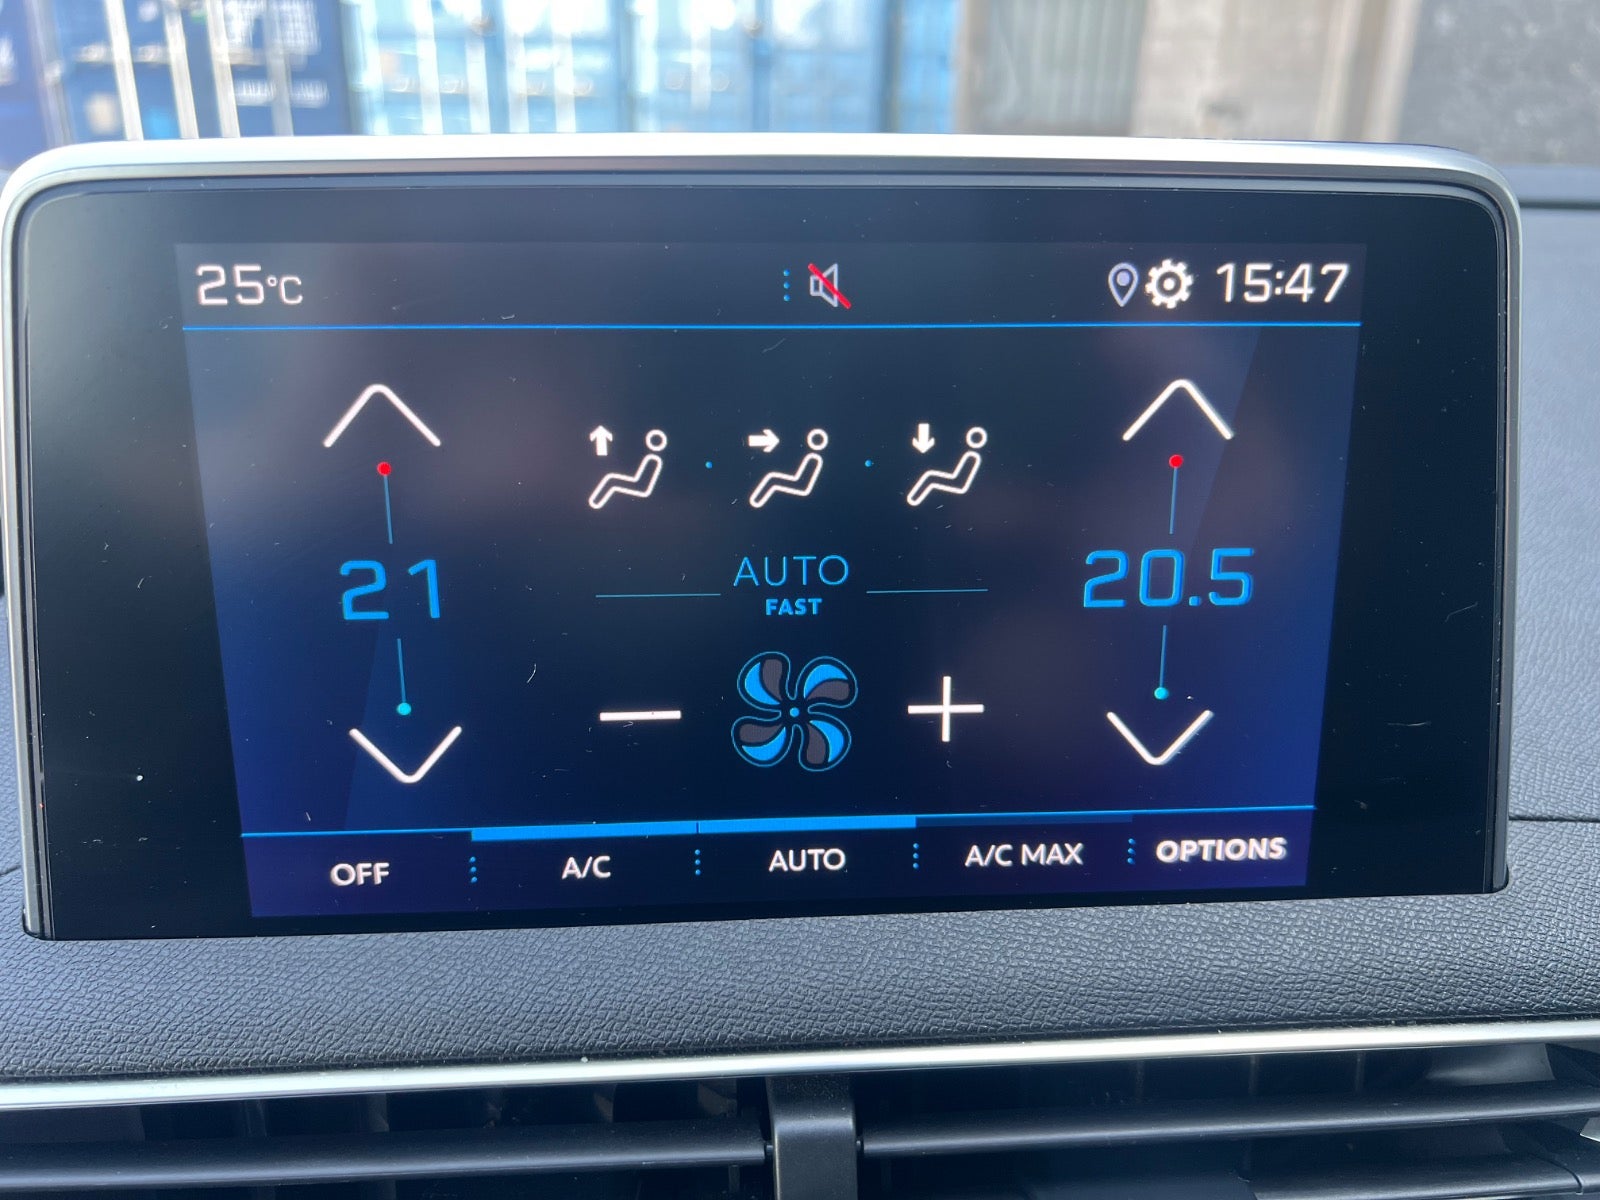 25°C 15:47
21 AUTO 20.5
FAST
OFF A/C AUTO A/C MAX OPTIONS